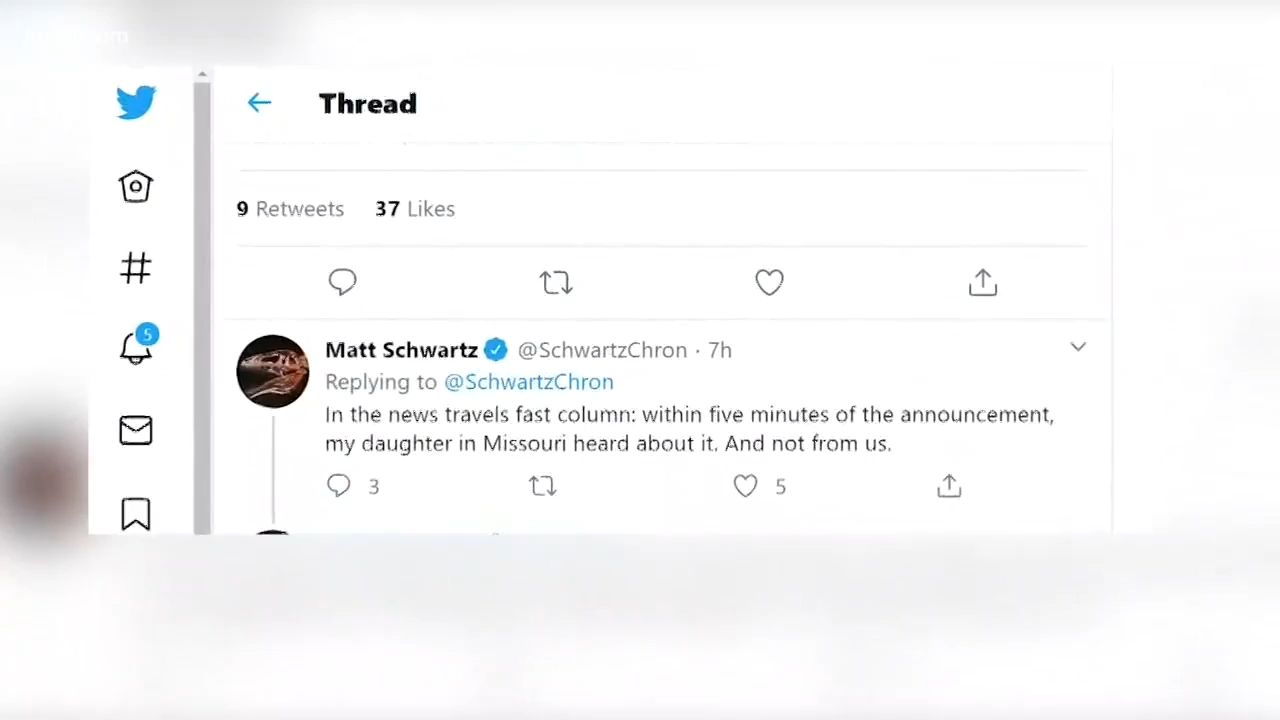 Thread
9 Retweets 37 Likes
5
Matt Schwartz @SchwartzChron · 7h
Replying to @SchwartzChron
In the news travels fast column: within five minutes of the announcement,
my daughter in Missouri heard about it. And not from us.
3 5